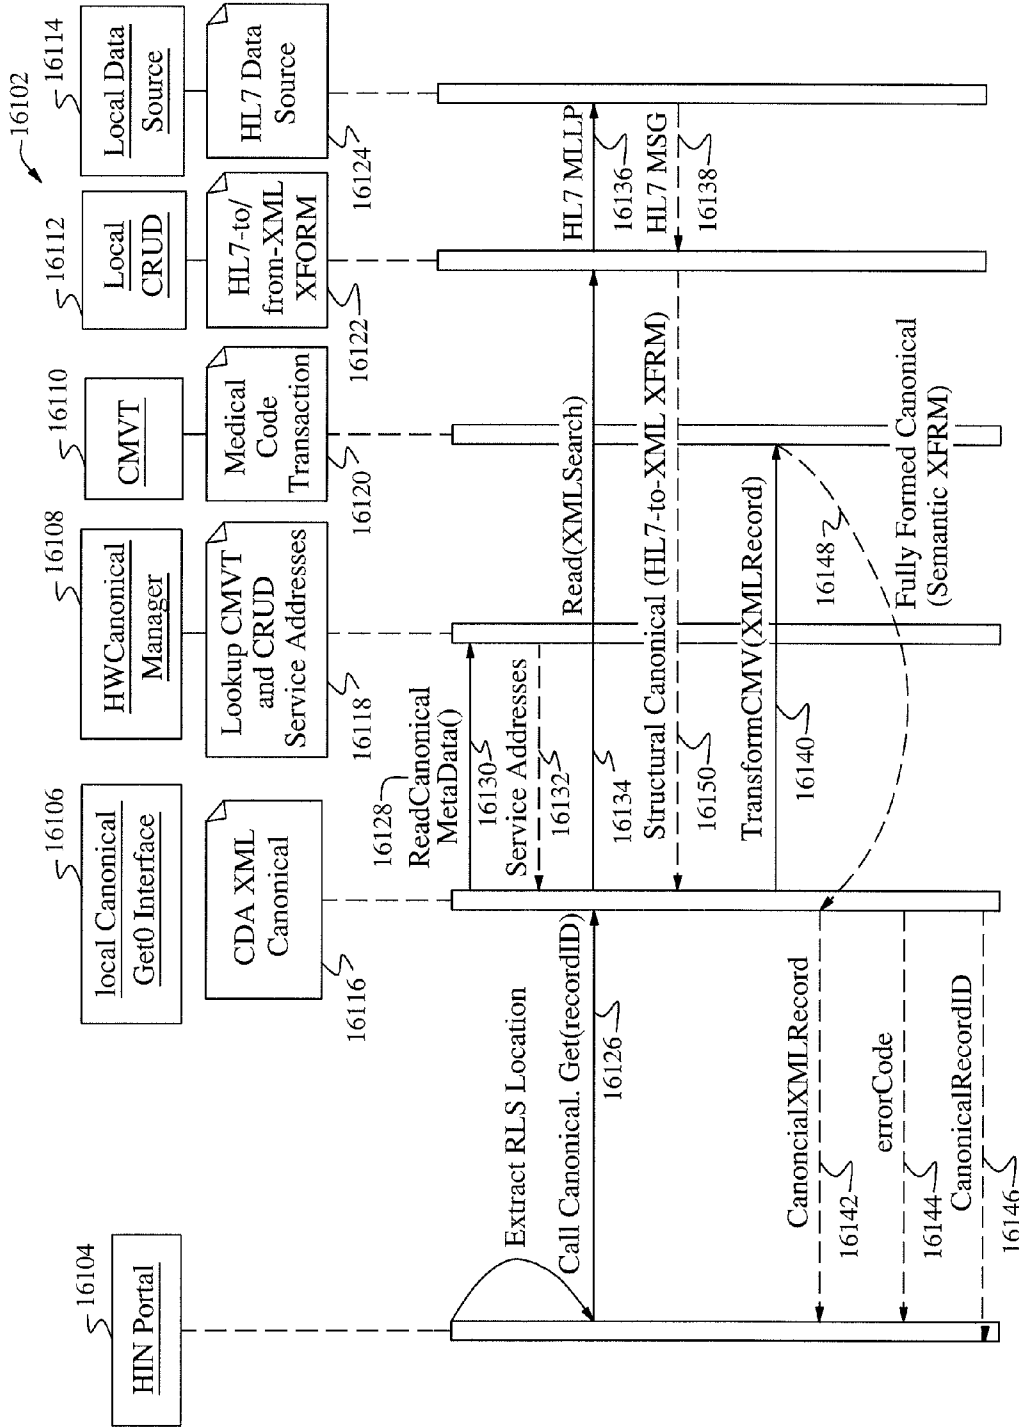 16102
16104
HIN Portal
16106
local Canonical
Get0 Interface
16108
HWCanonical
Manager
16110
CMVT
16112
Local
CRUD
16114
Local Data
Source
CDA XML
Canonical
16116
Lookup CMVT
and CRUD
Service Addresses
16118
Medical
Code
Transaction
16120
HL7-to/
from-XML
XFORM
16122
HL7 Data
Source
16124
Extract RLS Location
16128
ReadCanonical
MetaData()
16130
Service Addresses
16132
Call Canonical. Get(recordID)
16126
Read(XMLSearch)
16134
HL7 MLLP
16136
HL7 MSG
16138
Structural Canonical (HL7-to-XML XFRM)
16150
TransformCMV(XMLRecord)
16140
16148
Fully Formed Canonical
(Semantic XFRM)
CanoncialXMLRecord
16142
errorCode
16144
CanonicalRecordID
16146